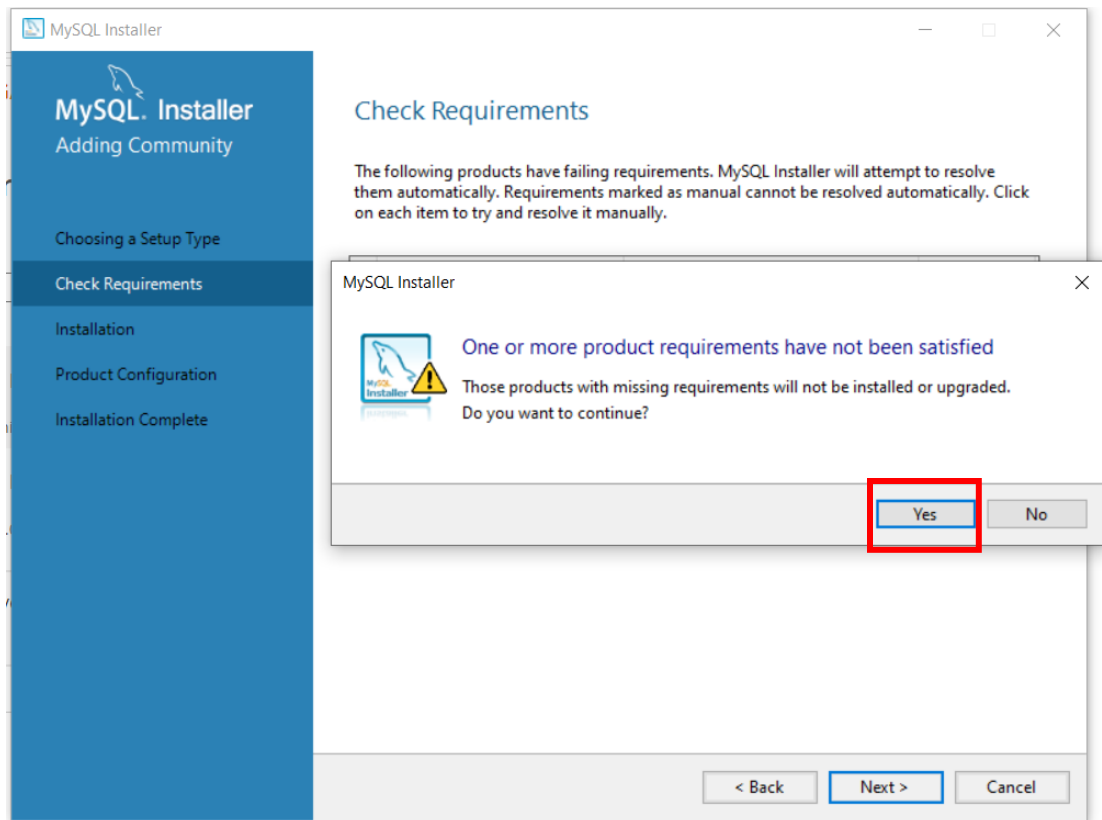 MySQL Installer
MySQL. Installer
Adding Community
Choosing a Setup Type
Check Requirements
Installation
Product Configuration
Installation Complete
Check Requirements
The following products have failing requirements. MySQL Installer will attempt to resolve
them automatically. Requirements marked as manual cannot be resolved automatically. Click
on each item to try and resolve it manually.
MySQL Installer
MySQL
Installer
One or more product requirements have not been satisfied
Those products with missing requirements will not be installed or upgraded.
Do you want to continue?
Yes
No
< Back
Next >
Cancel